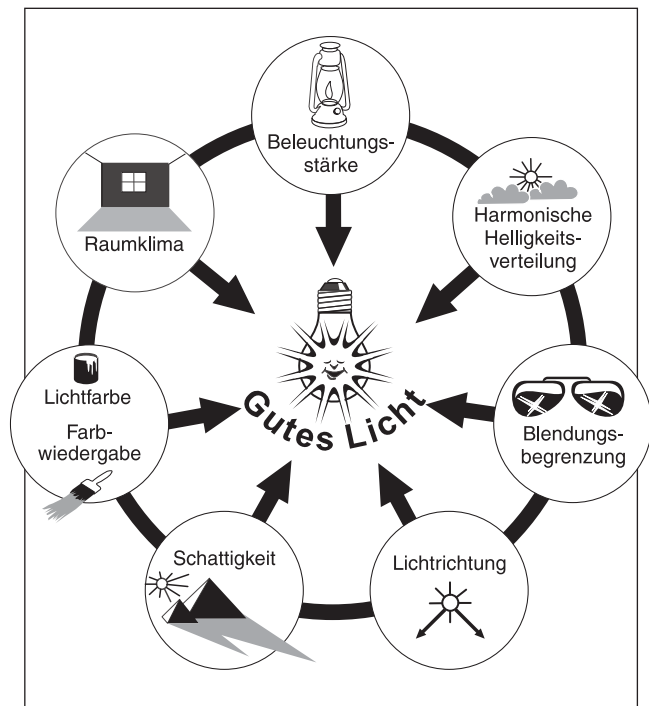 Beleuchtungs-
stärke
Harmonische
Helligkeits-
verteilung
Blendungs-
begrenzung
Lichtrichtung
Schattigkeit
Lichtfarbe
Farb-
wiedergabe
Raumklima
Gutes Licht